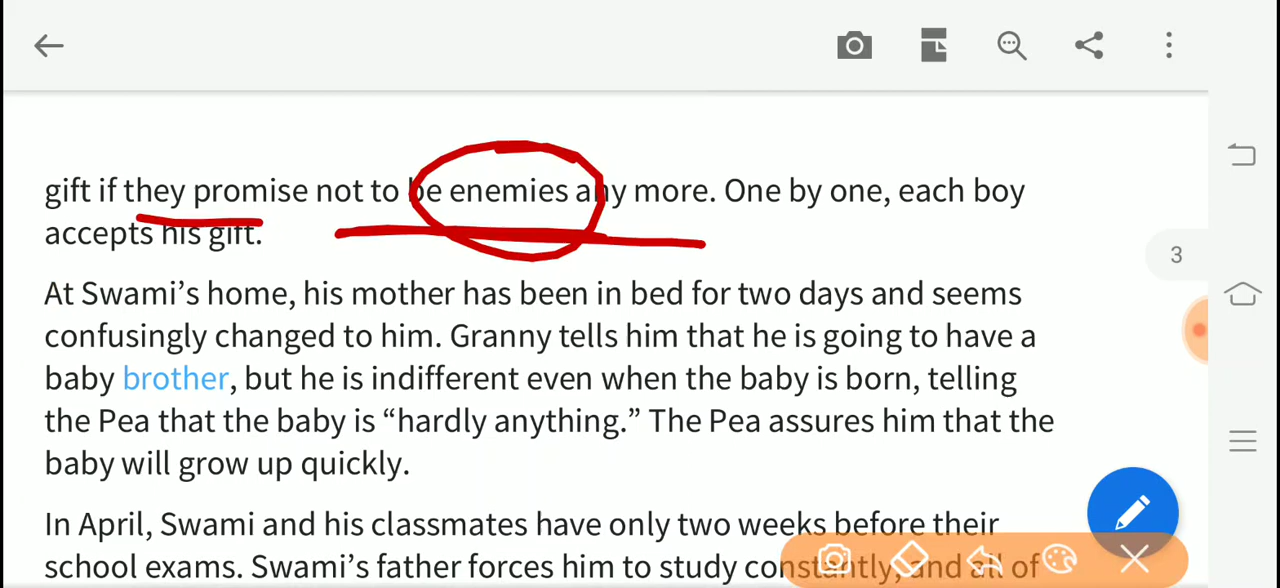 gift if they promise not to be enemies any more. One by one, each boy
accepts his gift.
3
At Swami's home, his mother has been in bed for two days and seems
confusingly changed to him. Granny tells him that he is going to have a
baby brother, but he is indifferent even when the baby is born, telling
the Pea that the baby is “hardly anything.” The Pea assures him that the
baby will grow up quickly.
In April, Swami and his classmates have only two weeks before their
school exams. Swami's father forces him to study constantly, and all of